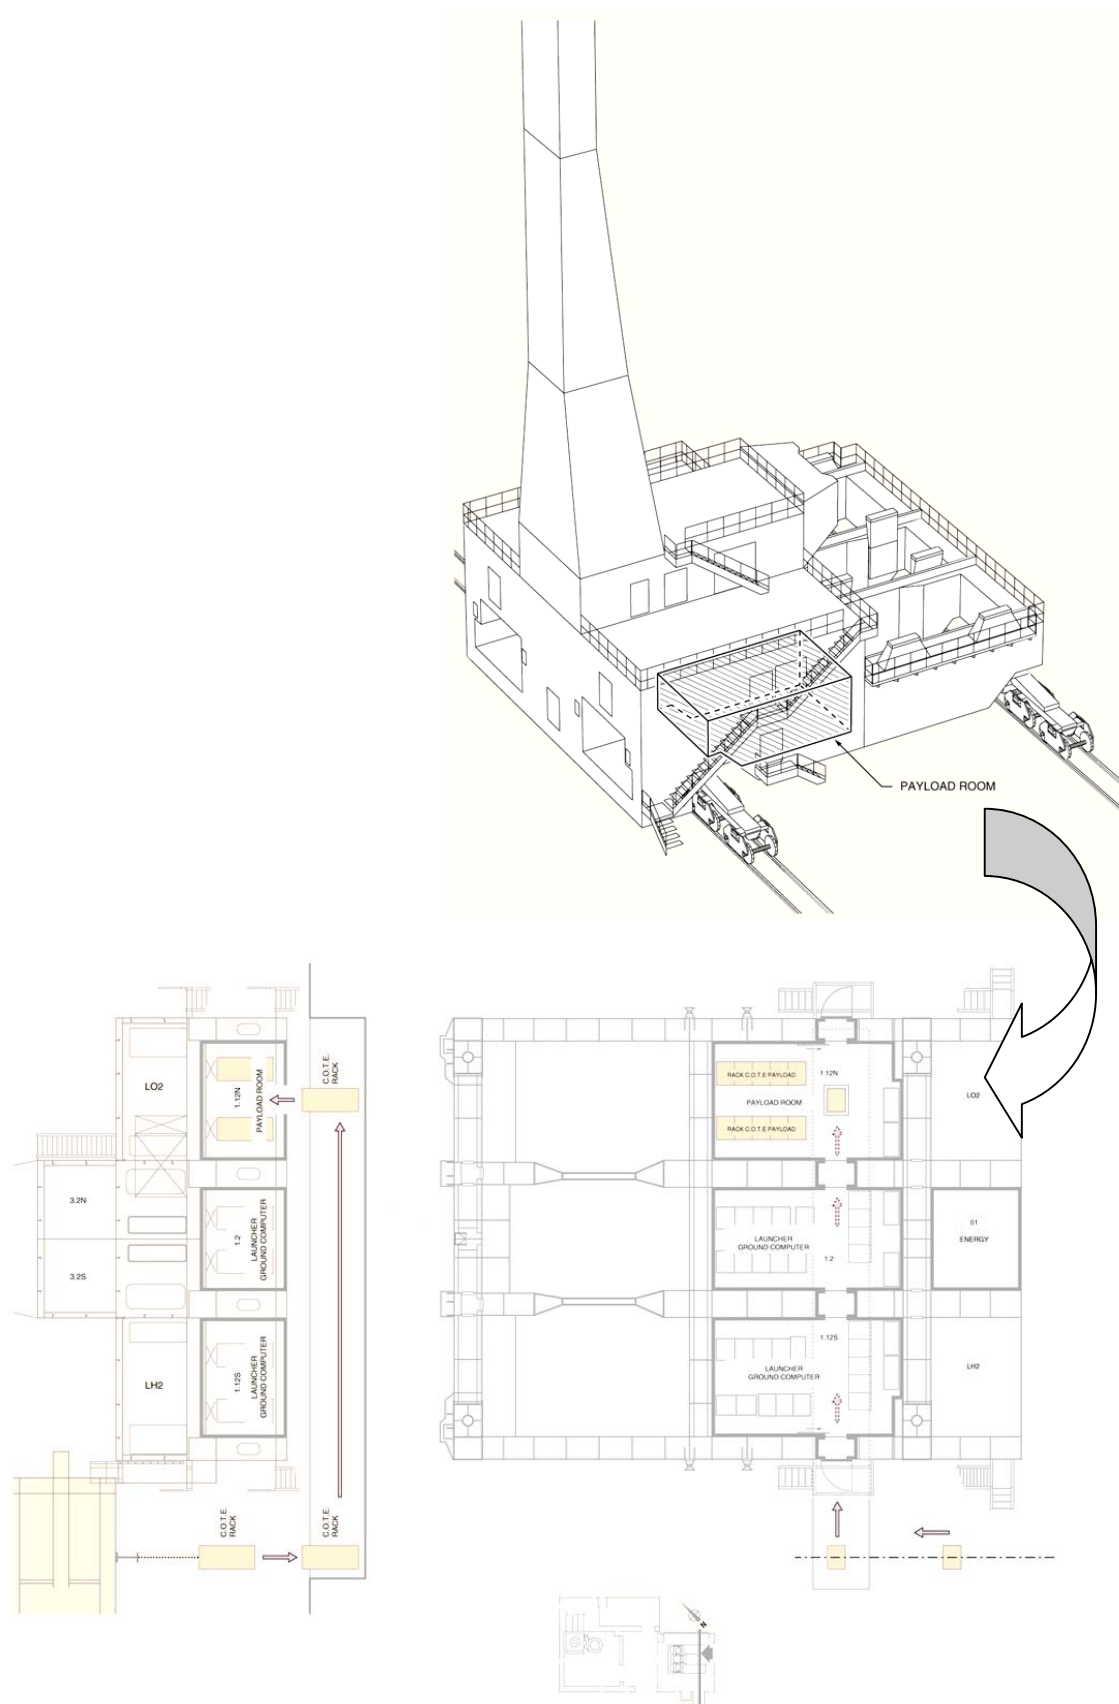 PAYLOAD ROOM
LO2
1.12N
PAYLOAD ROOM
C.O.T.E.
RACK
3.2N
3.2S
1.2
LAUNCHER
GROUND COMPUTER
LH2
1.12S
LAUNCHER
GROUND COMPUTER
C.O.T.E.
RACK
C.O.T.E.
RACK
RACK C.O.T.E PAYLOAD
1.12N
PAYLOAD ROOM
RACK C.O.T.E PAYLOAD
LO2
LAUNCHER
GROUND COMPUTER
1.2
01
ENERGY
1.12S
LAUNCHER
GROUND COMPUTER
LH2
N